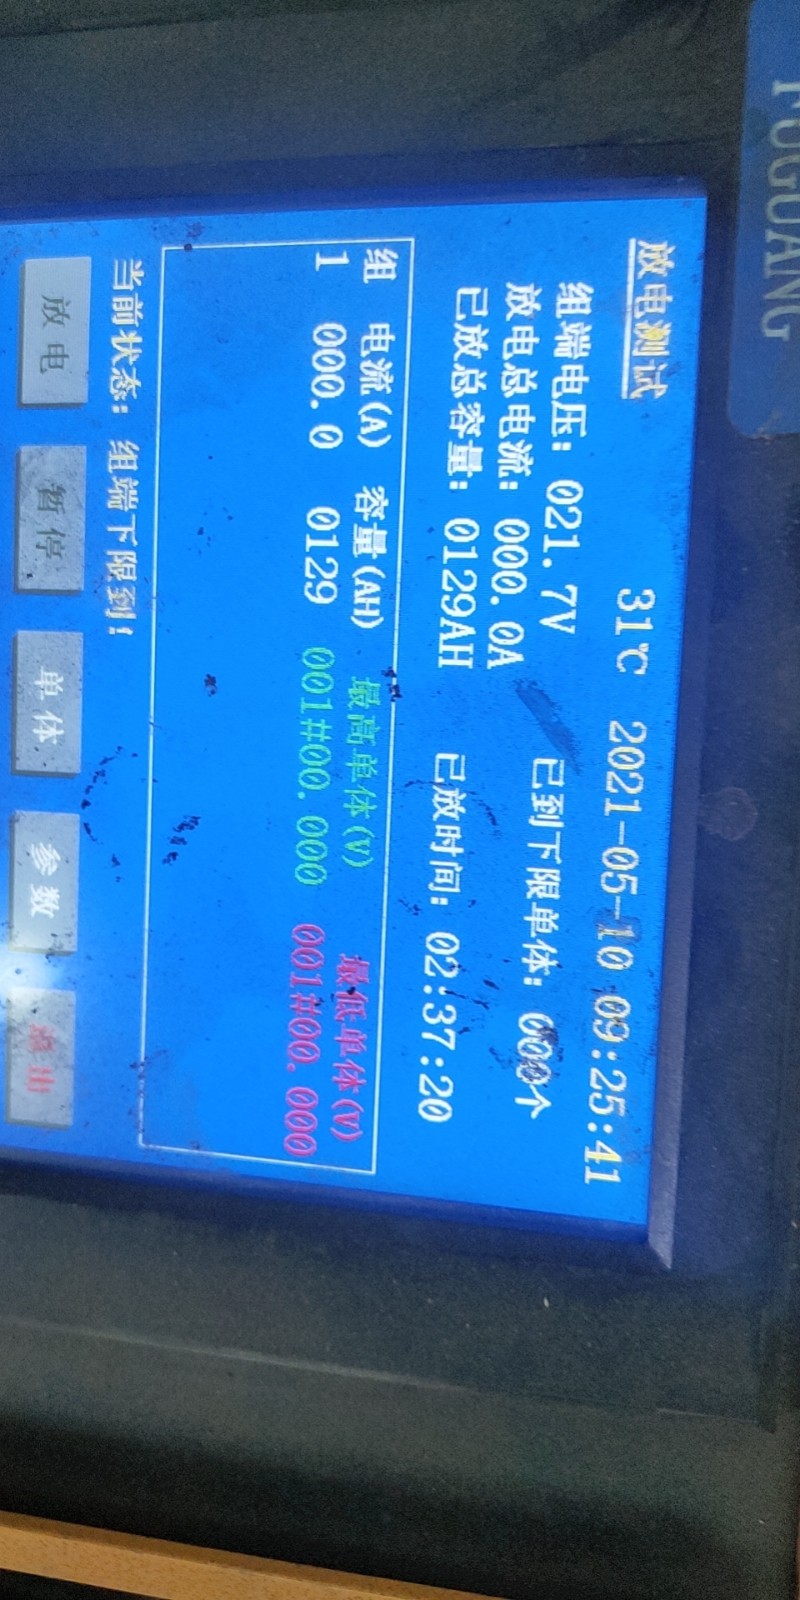 FUGUANG
放电测试 31℃ 2021-05-10 09:25:41
组端电压: 021.7V 已到下限单体: 000个
放电总电流: 000.0A
已放总容量: 0129AH 已放时间: 02:37:20
组 电流(A) 容量(AH) 最高单体(V) 最低单体(V)
1 000.0 0129 001#00.000 001#00.000
当前状态: 组端下限到!
放电 暂停 单体 参数 退出